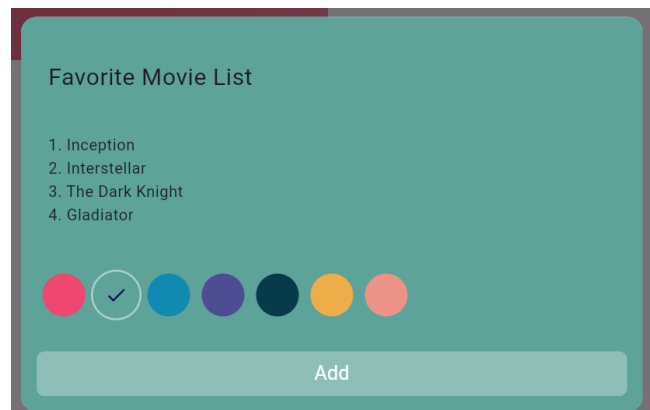 Favorite Movie List
1. Inception
2. Interstellar
3. The Dark Knight
4. Gladiator
Add